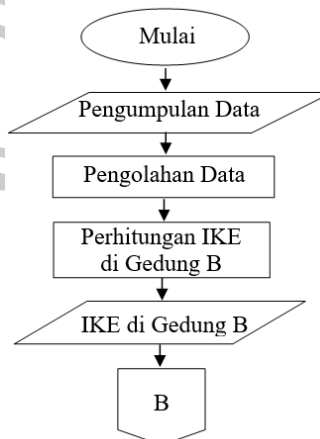 Mulai
Pengumpulan Data
Pengolahan Data
Perhitungan IKE
di Gedung B
IKE di Gedung B
B